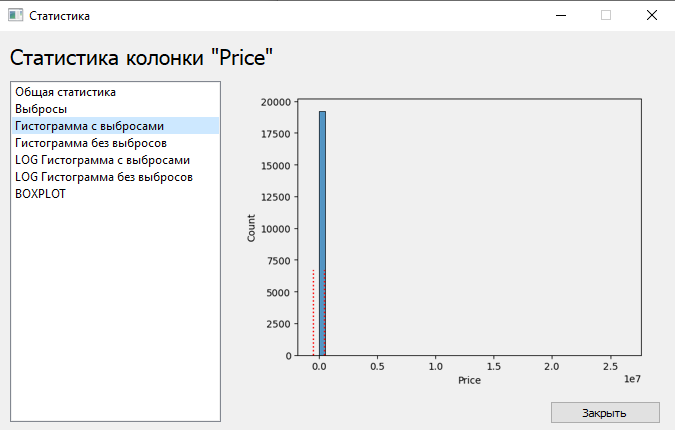 Статистика
Статистика колонки "Price"
Общая статистика
Выбросы
Гистограмма с выбросами
Гистограмма без выбросов
LOG Гистограмма с выбросами
LOG Гистограмма без выбросов
BOXPLOT
20000
17500
15000
12500
10000
7500
5000
2500
0
Count
0.0 0.5 1.0 1.5 2.0 2.5
1e7
Price
Закрыть